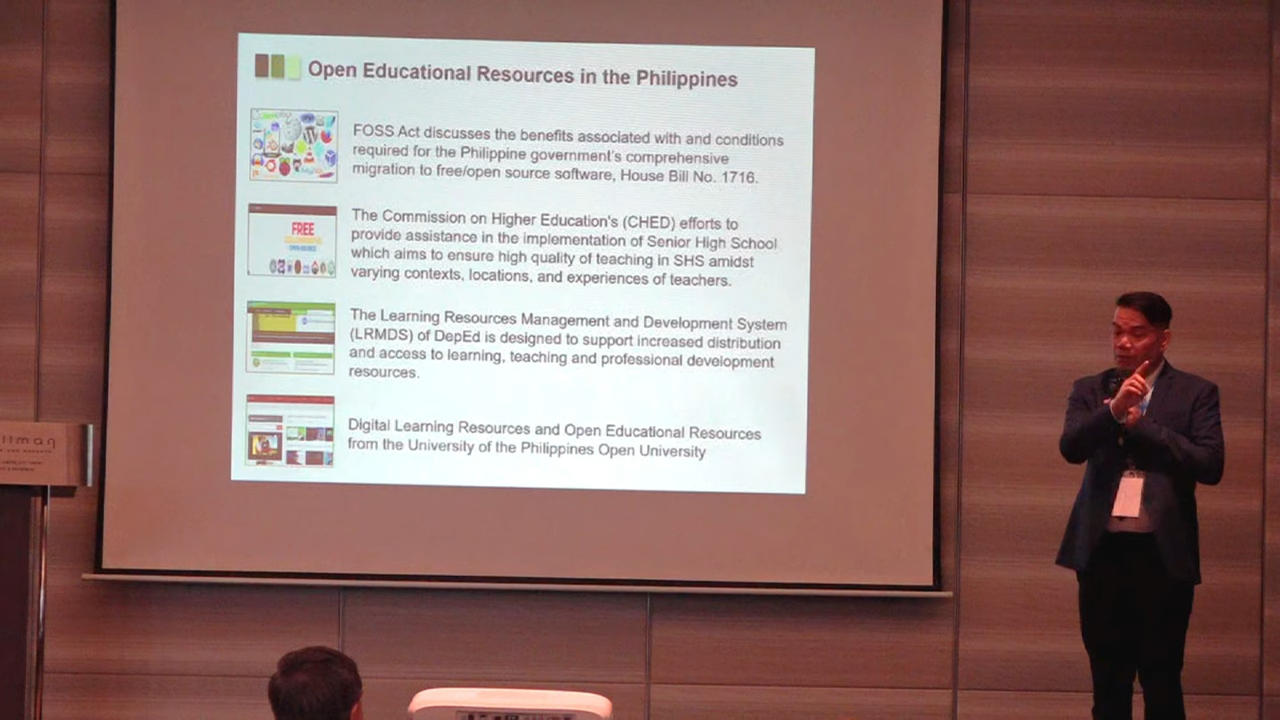 Open Educational Resources in the Philippines
FOSS Act discusses the benefits associated with and conditions
required for the Philippine government's comprehensive
migration to free/open source software, House Bill No. 1716.
FREE
The Commission on Higher Education's (CHED) efforts to
provide assistance in the implementation of Senior High School
which aims to ensure high quality of teaching in SHS amidst
varying contexts, locations, and experiences of teachers.
The Learning Resources Management and Development System
(LRMDS) of DepEd is designed to support increased distribution
and access to learning, teaching and professional development
resources.
Digital Learning Resources and Open Educational Resources
from the University of the Philippines Open University